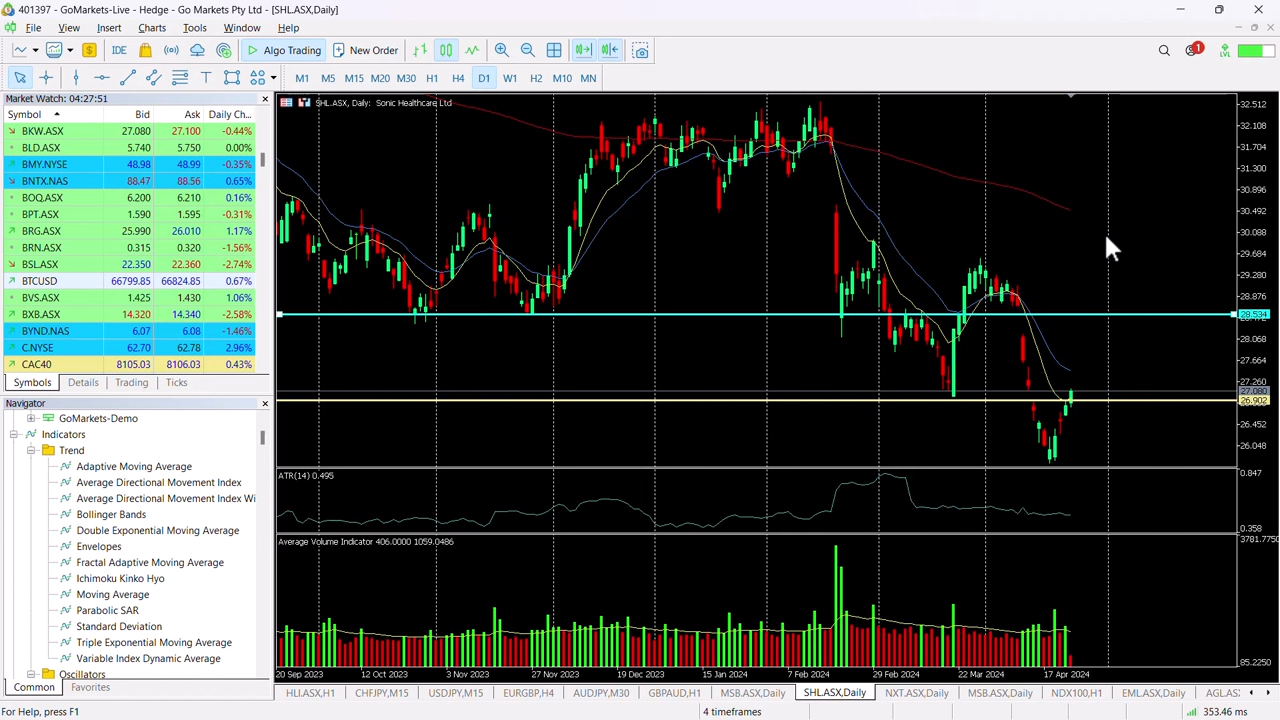 401397 - GoMarkets-Live - Hedge - Go Markets Pty Ltd - [SHL.ASX,Daily]
File View Insert Charts Tools Window Help
IDE Algo Trading New Order 1 LVL
M1 M5 M15 M20 M30 H1 H4 D1 W1 H2 M10 MN
Market Watch: 04:27:51
Symbol Bid Ask Daily Ch...
BKW.ASX 27.080 27.100 -0.44%
BLD.ASX 5.740 5.750 0.00%
BMY.NYSE 48.98 48.99 -0.35%
BNTX.NAS 88.47 88.56 0.65%
BOQ.ASX 6.200 6.210 0.16%
BPT.ASX 1.590 1.595 -0.31%
BRG.ASX 25.990 26.010 1.17%
BRN.ASX 0.315 0.320 -1.56%
BSL.ASX 22.350 22.360 -2.74%
BTCUSD 66799.85 66824.85 0.67%
BVS.ASX 1.425 1.430 1.06%
BXB.ASX 14.320 14.340 -2.58%
BYND.NAS 6.07 6.08 -1.46%
C.NYSE 62.70 62.78 2.96%
CAC40 8105.03 8106.03 0.43%
Symbols Details Trading Ticks
Navigator
GoMarkets-Demo
Indicators
Trend
Adaptive Moving Average
Average Directional Movement Index
Average Directional Movement Index Wi
Bollinger Bands
Double Exponential Moving Average
Envelopes
Fractal Adaptive Moving Average
Ichimoku Kinko Hyo
Moving Average
Parabolic SAR
Standard Deviation
Triple Exponential Moving Average
Variable Index Dynamic Average
Oscillators
Common Favorites
SHL.ASX, Daily: Sonic Healthcare Ltd
32.512
32.108
31.704
31.300
30.896
30.492
30.088
29.684
29.280
28.876
28.534
28.068
27.664
27.260
27.080
26.902
26.452
26.048
ATR(14) 0.495
0.847
0.358
Average Volume Indicator 406.0000 1059.0486
3781.7750
85.2250
20 Sep 2023 12 Oct 2023 3 Nov 2023 27 Nov 2023 19 Dec 2023 15 Jan 2024 7 Feb 2024 29 Feb 2024 22 Mar 2024 17 Apr 2024
HLI.ASX,H1 CHFJPY,M15 USDJPY,M15 EURGBP,H4 AUDJPY,M30 GBPAUD,H1 MSB.ASX,Daily SHL.ASX,Daily NXT.ASX,Daily MSB.ASX,Daily NDX100,H1 EML.ASX,Daily AGL.AS
For Help, press F1 4 timeframes 353.46 ms